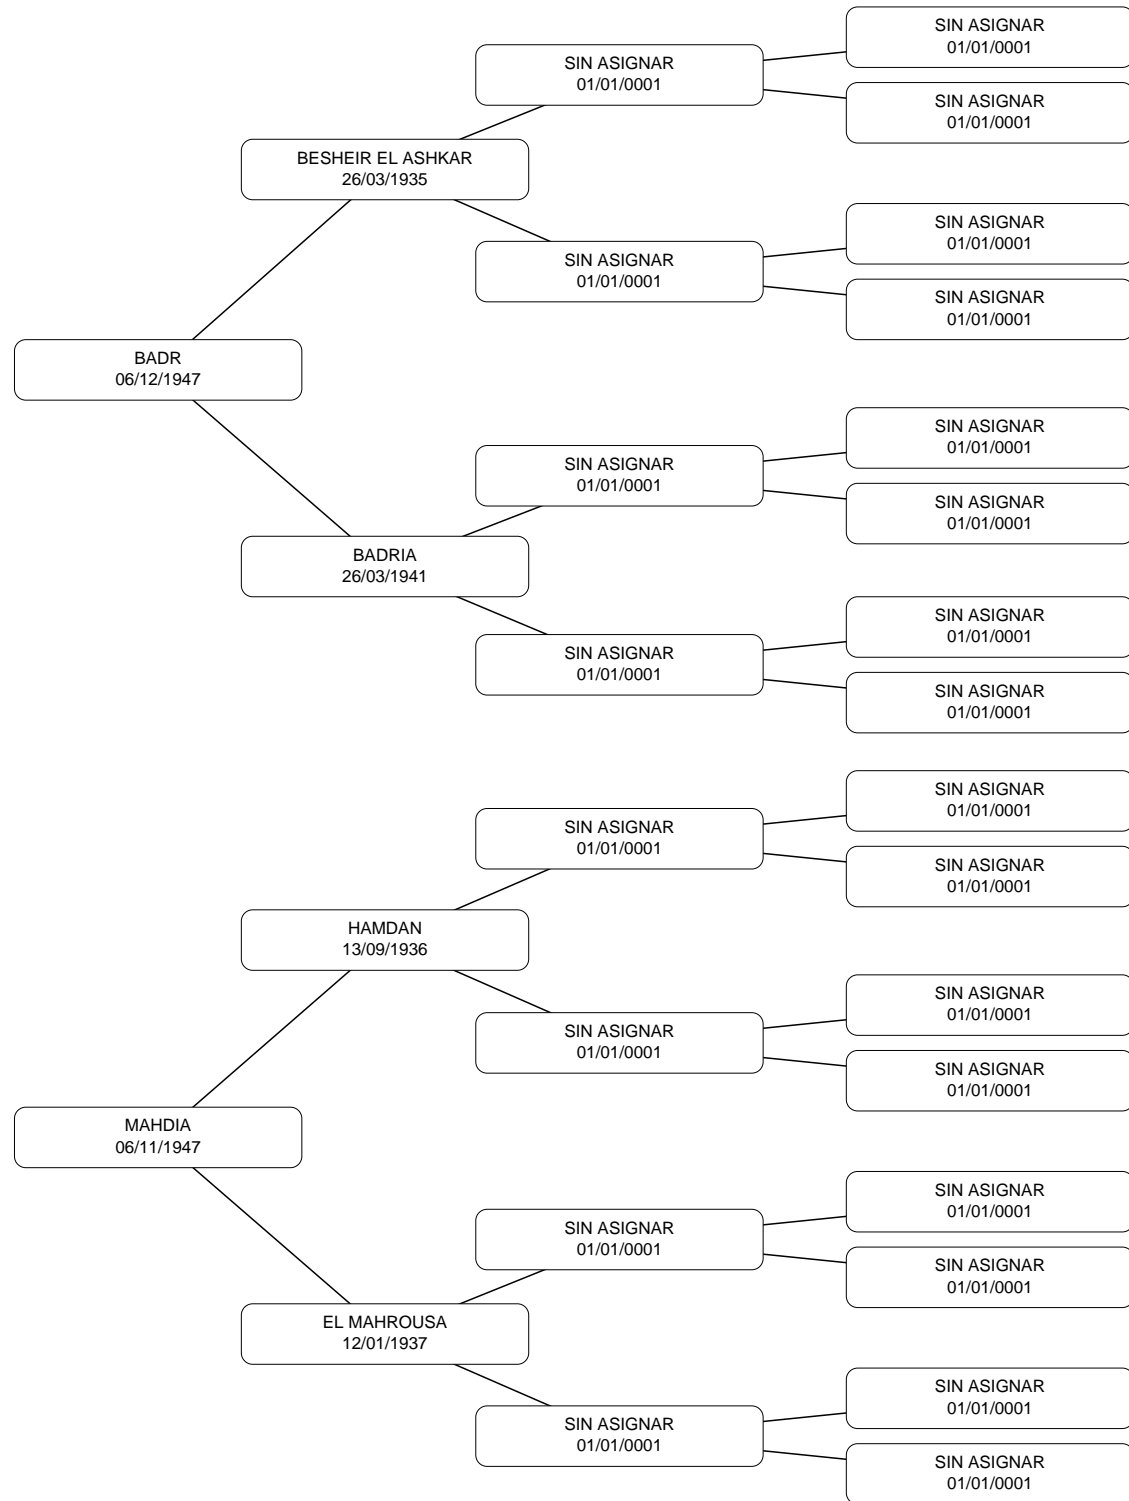 SIN ASIGNAR
01/01/0001
SIN ASIGNAR
01/01/0001
SIN ASIGNAR
01/01/0001
BESHEIR EL ASHKAR
26/03/1935
SIN ASIGNAR
01/01/0001
SIN ASIGNAR
01/01/0001
SIN ASIGNAR
01/01/0001
BADR
06/12/1947
SIN ASIGNAR
01/01/0001
SIN ASIGNAR
01/01/0001
SIN ASIGNAR
01/01/0001
BADRIA
26/03/1941
SIN ASIGNAR
01/01/0001
SIN ASIGNAR
01/01/0001
SIN ASIGNAR
01/01/0001
SIN ASIGNAR
01/01/0001
SIN ASIGNAR
01/01/0001
SIN ASIGNAR
01/01/0001
HAMDAN
13/09/1936
SIN ASIGNAR
01/01/0001
SIN ASIGNAR
01/01/0001
SIN ASIGNAR
01/01/0001
MAHDIA
06/11/1947
SIN ASIGNAR
01/01/0001
SIN ASIGNAR
01/01/0001
SIN ASIGNAR
01/01/0001
EL MAHROUSA
12/01/1937
SIN ASIGNAR
01/01/0001
SIN ASIGNAR
01/01/0001
SIN ASIGNAR
01/01/0001